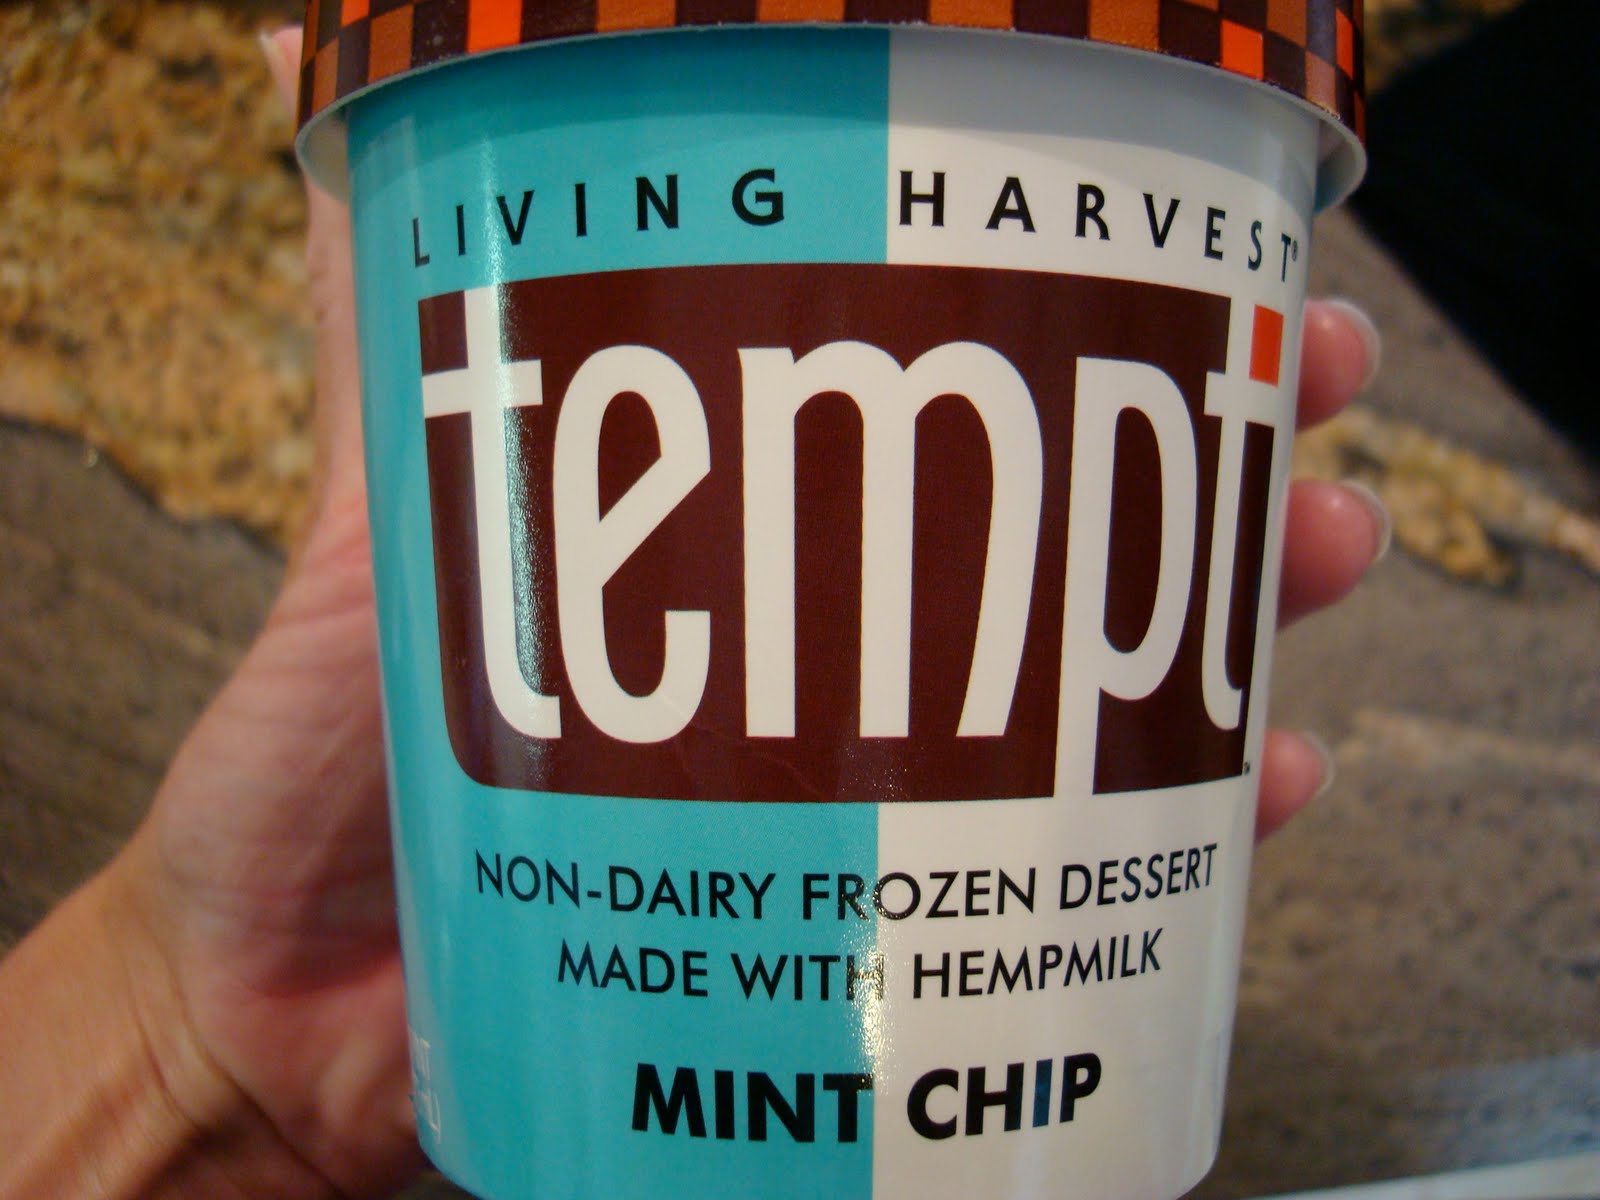 LIVING HARVEST®
tempt™
NON-DAIRY FROZEN DESSERT
MADE WITH HEMPMILK
MINT CHIP